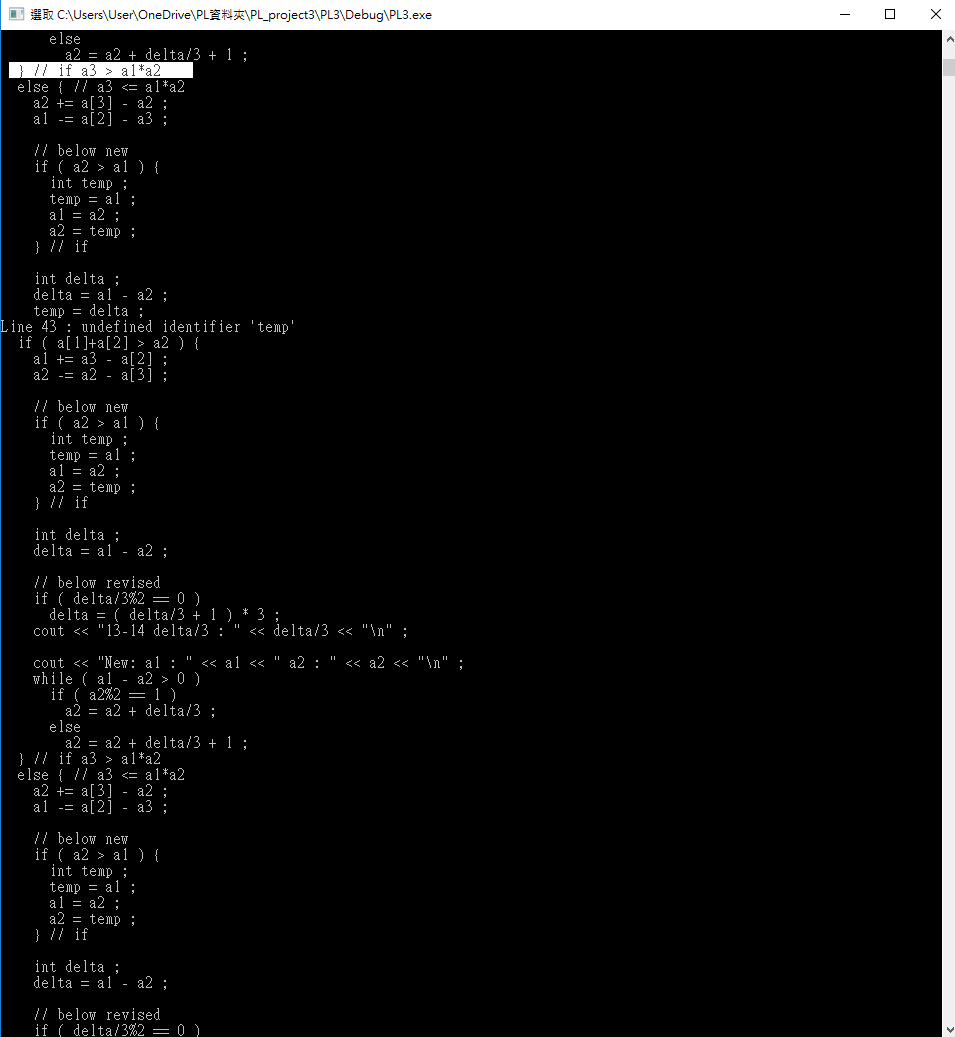 選取 C:\Users\User\OneDrive\PL資料夾\PL_project3\PL3\Debug\PL3.exe
else
a2 = a2 + delta/3 + 1 ;
} // if a3 > a1*a2
else { // a3 <= a1*a2
a2 += a[3] - a2 ;
a1 -= a[2] - a3 ;
// below new
if ( a2 > a1 ) {
int temp ;
temp = a1 ;
a1 = a2 ;
a2 = temp ;
} // if
int delta ;
delta = a1 - a2 ;
temp = delta ;
Line 43 : undefined identifier 'temp'
if ( a[1]+a[2] > a2 ) {
a1 += a3 - a[2] ;
a2 -= a2 - a[3] ;
// below new
if ( a2 > a1 ) {
int temp ;
temp = a1 ;
a1 = a2 ;
a2 = temp ;
} // if
int delta ;
delta = a1 - a2 ;
// below revised
if ( delta/3%2 == 0 )
delta = ( delta/3 + 1 ) * 3 ;
cout << "13-14 delta/3 : " << delta/3 << "\n" ;
cout << "New: a1 : " << a1 << " a2 : " << a2 << "\n" ;
while ( a1 - a2 > 0 )
if ( a2%2 == 1 )
a2 = a2 + delta/3 ;
else
a2 = a2 + delta/3 + 1 ;
} // if a3 > a1*a2
else { // a3 <= a1*a2
a2 += a[3] - a2 ;
a1 -= a[2] - a3 ;
// below new
if ( a2 > a1 ) {
int temp ;
temp = a1 ;
a1 = a2 ;
a2 = temp ;
} // if
int delta ;
delta = a1 - a2 ;
// below revised
if ( delta/3%2 == 0 )